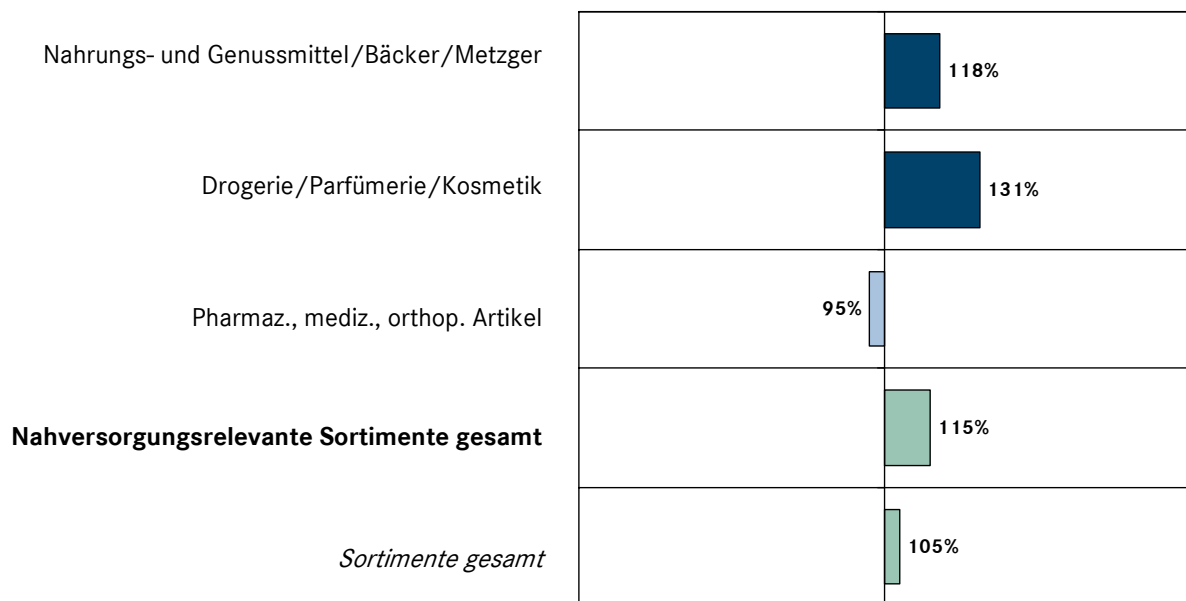 Nahrungs- und Genussmittel/Bäcker/Metzger
118%
Drogerie/Parfümerie/Kosmetik
131%
Pharmaz., mediz., orthop. Artikel
95%
Nahversorgungsrelevante Sortimente gesamt
115%
Sortimente gesamt
105%